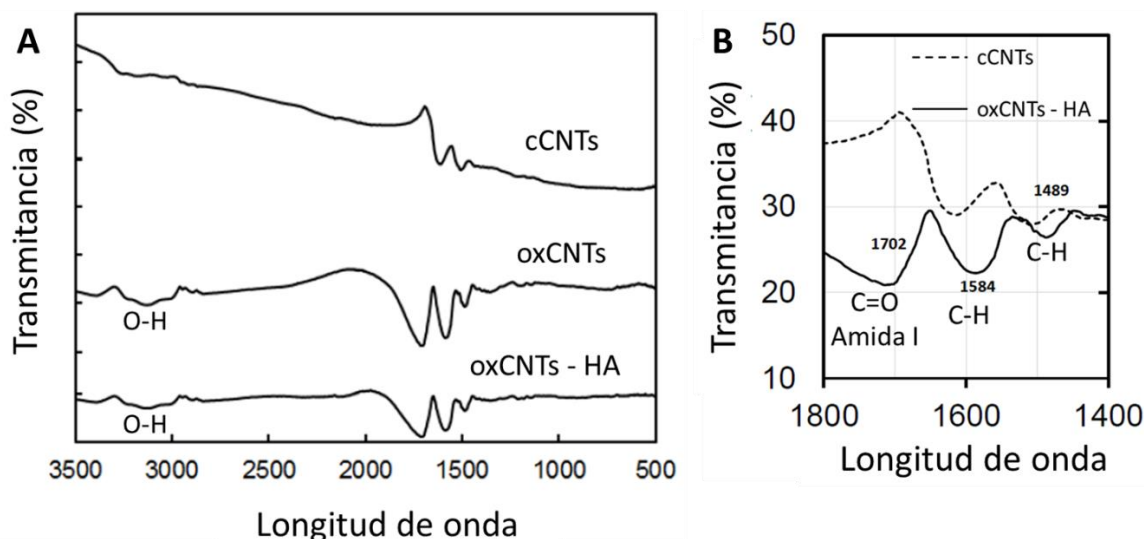 A
Transmitancia (%)
cCNTs
oxCNTs
O-H
oxCNTs - HA
O-H
3500 3000 2500 2000 1500 1000 500
Longitud de onda
B
Transmitancia (%)
50
40
30
20
10
cCNTs
oxCNTs - HA
1489
C-H
1702
C=O
1584
C-H
Amida I
1800 1600 1400
Longitud de onda